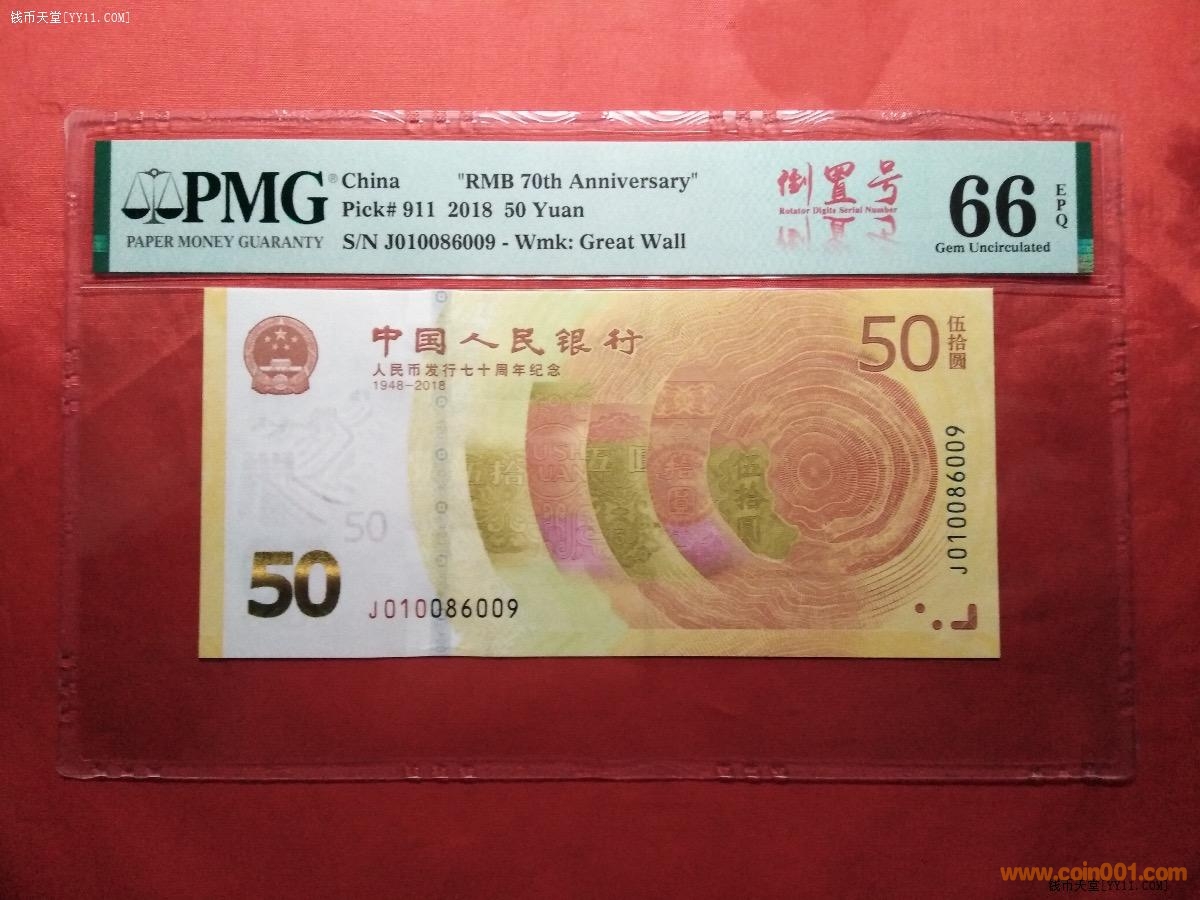 钱币天堂[YY11.COM]
PMG®
PAPER MONEY GUARANTY
China "RMB 70th Anniversary"
Pick# 911 2018 50 Yuan
S/N J010086009 - Wmk: Great Wall
倒置号
Rotator Digits Serial Number
66
EPQ
Gem Uncirculated
中国人民银行
人民币发行七十周年纪念
1948-2018
50
伍拾圆
伍拾圆
50
50
J010086009
J010086009
www.coin001.com
钱币天堂[YY11.COM]